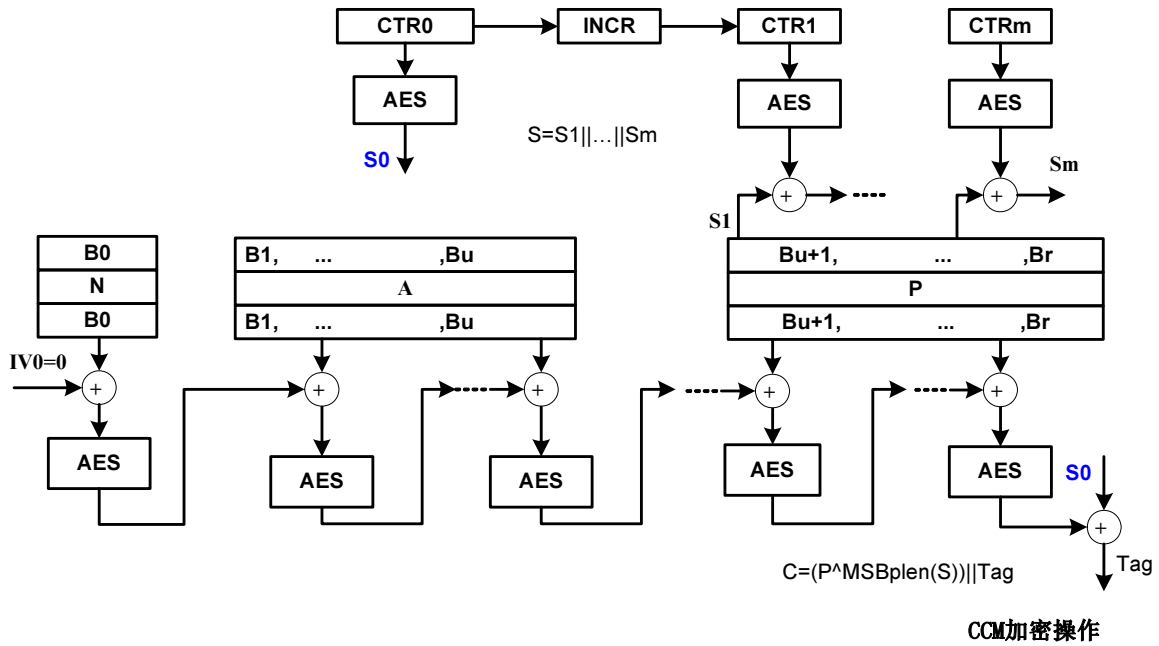 CTR0
INCR
CTR1
CTRm
AES
AES
AES
S=S1||...||Sm
S0
Sm
+
+
S1
B0
B1, ... ,Bu
Bu+1, ... ,Br
N
A
P
B0
B1, ... ,Bu
Bu+1, ... ,Br
IV0=0
+
+
+
+
+
AES
AES
AES
AES
AES
S0
+
C=(P^MSBplen(S))||Tag
Tag
CCM加密操作